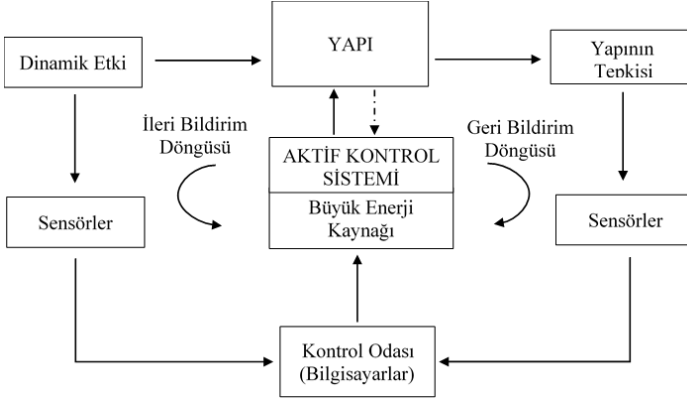 Dinamik Etki
YAPI
Yapının
Tepkisi
İleri Bildirim
Döngüsü
AKTİF KONTROL
SİSTEMİ
Büyük Enerji
Kaynağı
Geri Bildirim
Döngüsü
Sensörler
Sensörler
Kontrol Odası
(Bilgisayarlar)